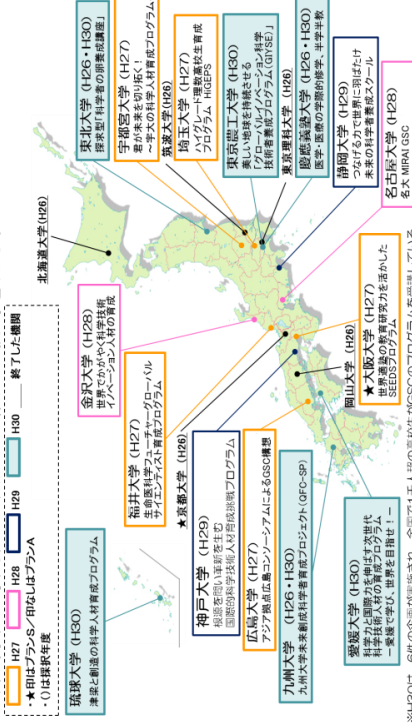 H27
H28
H29
H30
終了した機関
・★印はプランS／印なしはプランA
・( )は採択年度
琉球大学（H30）
津梁と創造の科学人材育成プログラム
金沢大学（H28）
世界でかがやく科学技術
イノベーション人材の育成
福井大学（H27）
生命医科学フューチャーグローバル
サイエンティスト育成プログラム
★京都大学（H26）
神戸大学（H29）
根源を問い革新を生む
国際的科学技術人材育成挑戦プログラム
広島大学（H27）
アジア拠点広島コンソーシアムによるGSC構想
九州大学（H26・H30）
九州大学未来創成科学者育成プロジェクト(QFC-SP)
愛媛大学（H30）
科学力と国際力を伸ばす次世代
科学技術人材の育成プログラム
ー愛媛で学び、世界を目指せ！ー
北海道大学(H26)
岡山大学（H26）
★大阪大学（H27）
世界適塾の教育研究力を活かした
SEEDSプログラム
東北大学（H26・H30）
探求型「科学者の卵養成講座」
宇都宮大学（H27）
君が未来を切り拓く！
～宇大の科学人材育成プログラム
筑波大学(H26)
埼玉大学（H27）
ハイグレード理数高校生育成
プログラム HiGEPS
東京農工大学（H30）
美しい地球を持続させる
「グローバルイノベーション科学
技術者養成プログラム(GIYSE)」
東京理科大学（H26）
慶應義塾大学（H26・H30）
医学・医療の学際的修学、半学半教
静岡大学（H29）
つなげる力で世界に羽ばたけ
未来の科学者養成スクール
名古屋大学（H28）
名大 MIRAI GSC